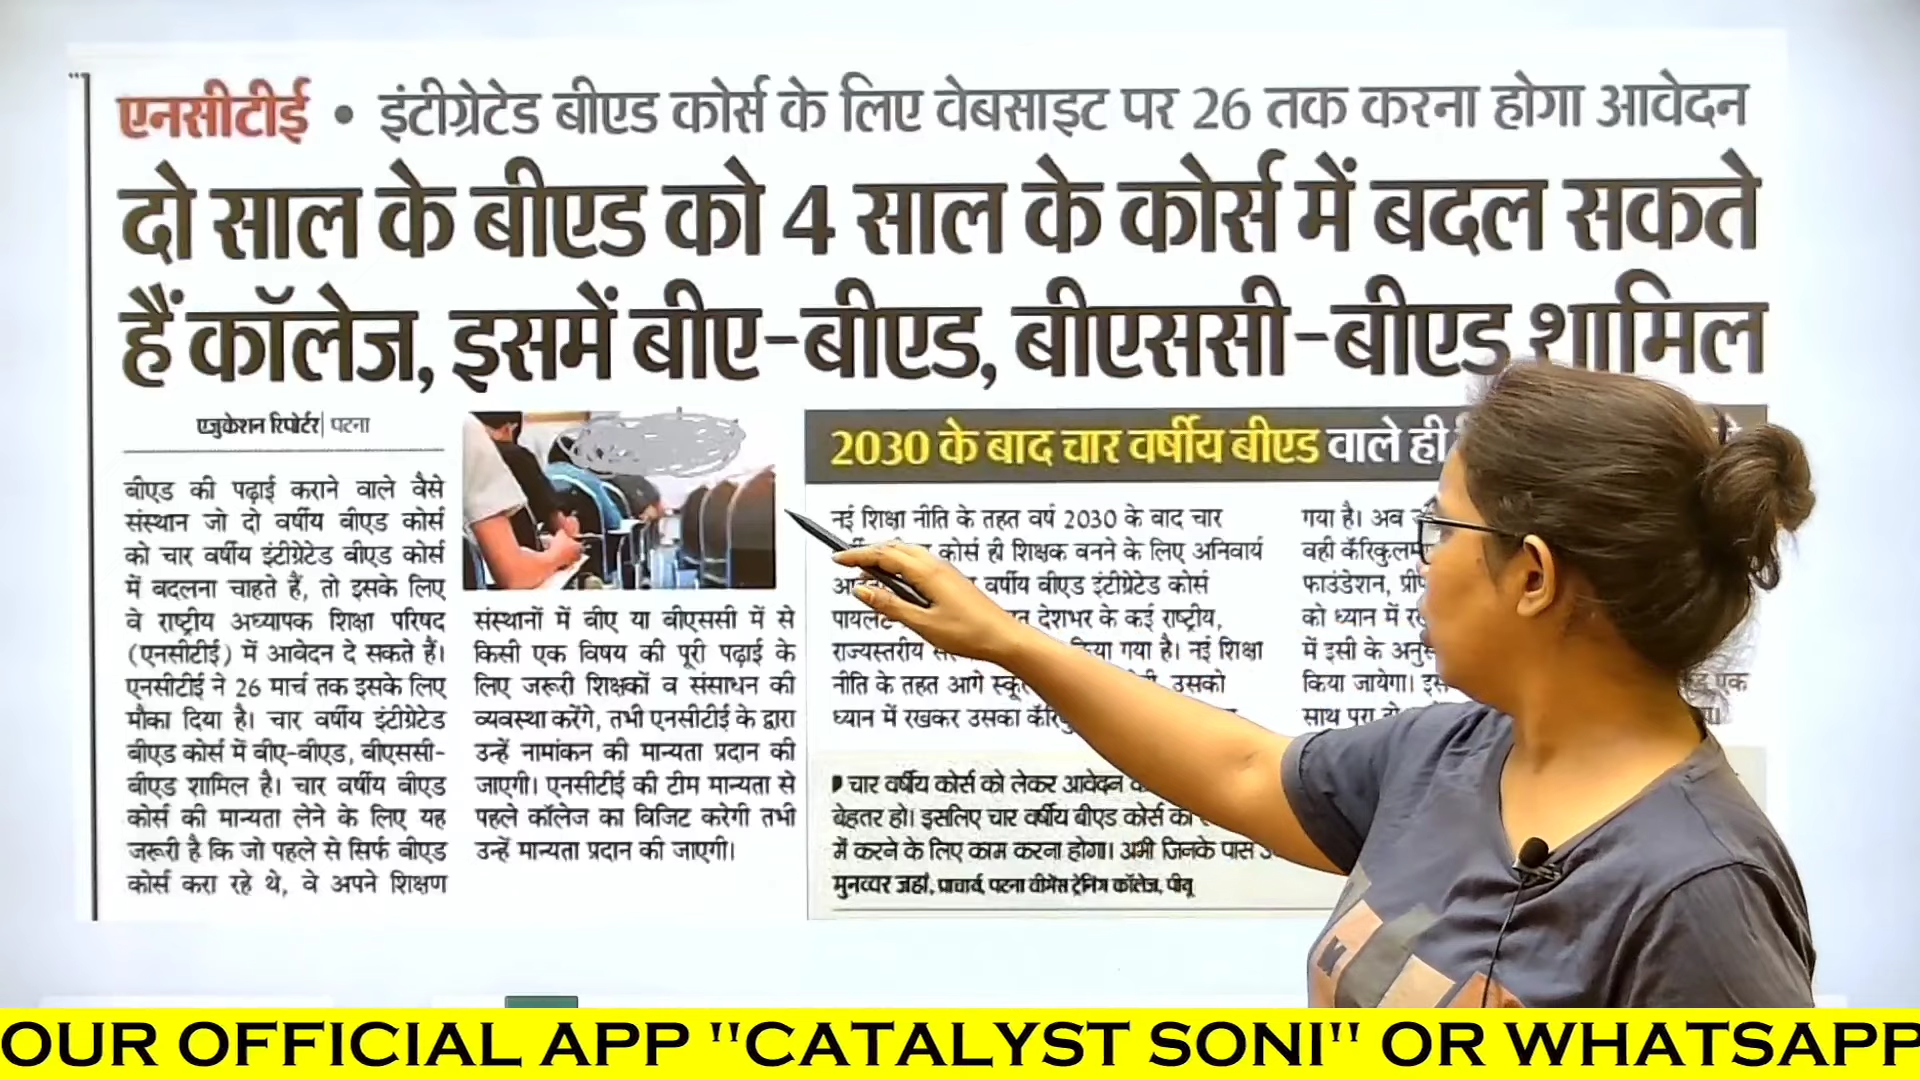 एनसीटीई • इंटीग्रेटेड बीएड कोर्स के लिए वेबसाइट पर 26 तक करना होगा आवेदन
दो साल के बीएड को 4 साल के कोर्स में बदल सकते
हैं कॉलेज, इसमें बीए-बीएड, बीएससी-बीएड शामिल
एजुकेशन रिपोर्टर| पटना
बीएड की पढ़ाई कराने वाले वैसे
संस्थान जो दो वर्षीय बीएड कोर्स
को चार वर्षीय इंटीग्रेटेड बीएड कोर्स
में बदलना चाहते हैं, तो इसके लिए
वे राष्ट्रीय अध्यापक शिक्षा परिषद
(एनसीटीई) में आवेदन दे सकते हैं।
एनसीटीई ने 26 मार्च तक इसके लिए
मौका दिया है। चार वर्षीय इंटीग्रेटेड
बीएड कोर्स में बीए-बीएड, बीएससी-
बीएड शामिल है। चार वर्षीय बीएड
कोर्स की मान्यता लेने के लिए यह
जरूरी है कि जो पहले से सिर्फ बीएड
कोर्स करा रहे थे, वे अपने शिक्षण
संस्थानों में बीए या बीएससी में से
किसी एक विषय की पूरी पढ़ाई के
लिए जरूरी शिक्षकों व संसाधन की
व्यवस्था करेंगे, तभी एनसीटीई के द्वारा
उन्हें नामांकन की मान्यता प्रदान की
जाएगी। एनसीटीई की टीम मान्यता से
पहले कॉलेज का विजिट करेगी तभी
उन्हें मान्यता प्रदान की जाएगी।
2030 के बाद चार वर्षीय बीएड वाले ही
नई शिक्षा नीति के तहत वर्ष 2030 के बाद चार
कोर्स ही शिक्षक बनने के लिए अनिवार्य
वर्षीय बीएड इंटीग्रेटेड कोर्स
देशभर के कई राष्ट्रीय,
राज्यस्तरीय गया है। नई शिक्षा
नीति के तहत आगे उसको
ध्यान में रखकर उसका
गया है। अब
वही
फाउंडेशन,
को ध्यान में
में इसी के
किया जायेगा।
एक
साथ
चार वर्षीय कोर्स को लेकर आवेदन
बेहतर हो। इसलिए चार वर्षीय बीएड कोर्स
में करने के लिए काम करना होगा। अभी जिनके पास
मुनव्वर जहां, प्राचार्य, पटना वीमेंस ट्रेनिंग कॉलेज, पीयू
OUR OFFICIAL APP "CATALYST SONI" OR WHATSAPP